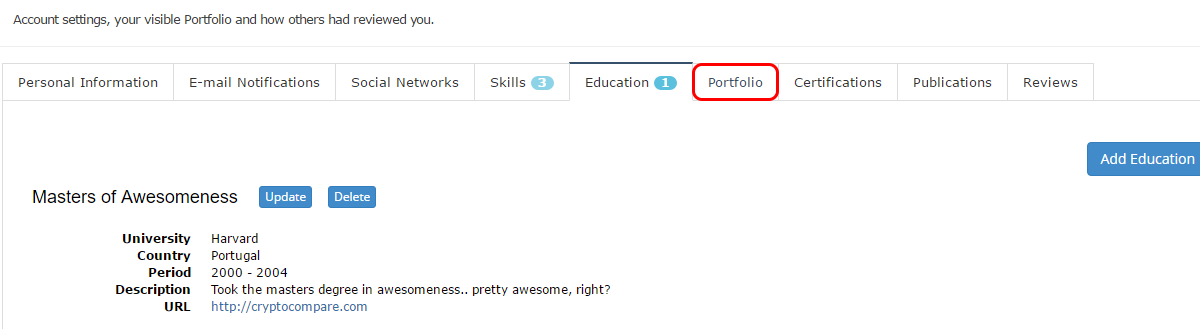 Account settings, your visible Portfolio and how others had reviewed you.
Personal Information E-mail Notifications Social Networks Skills 3 Education 1 Portfolio Certifications Publications Reviews
Add Education
Masters of Awesomeness Update Delete
University Harvard
Country Portugal
Period 2000 - 2004
Description Took the masters degree in awesomeness.. pretty awesome, right?
URL http://cryptocompare.com